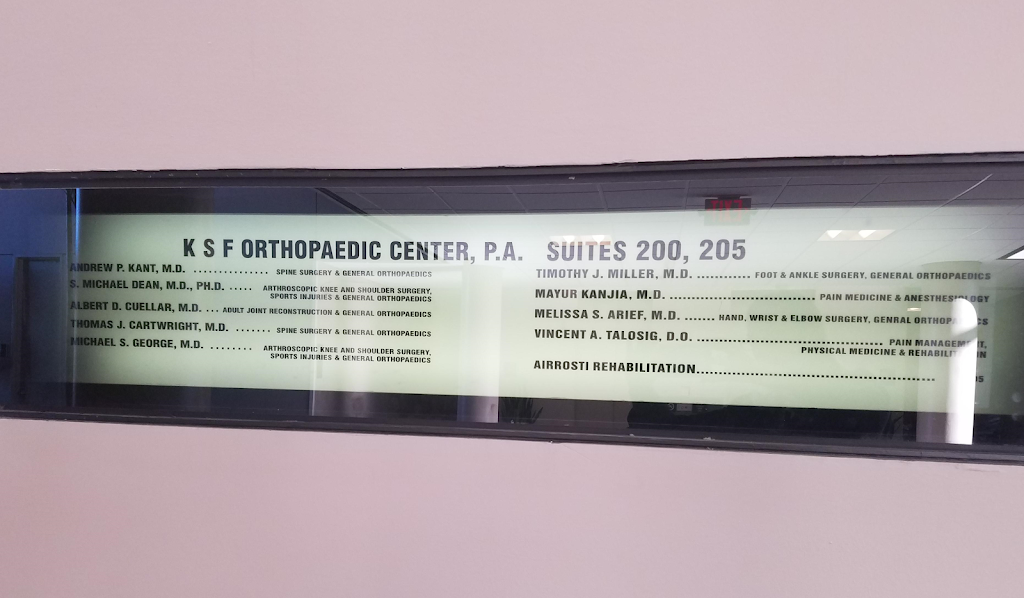 K S F ORTHOPAEDIC CENTER, P.A. SUITES 200, 205
ANDREW P. KANT, M.D. ............... SPINE SURGERY & GENERAL ORTHOPAEDICS
S. MICHAEL DEAN, M.D., PH.D. ..... ARTHROSCOPIC KNEE AND SHOULDER SURGERY,
SPORTS INJURIES & GENERAL ORTHOPAEDICS
ALBERT D. CUELLAR, M.D. ... ADULT JOINT RECONSTRUCTION & GENERAL ORTHOPAEDICS
THOMAS J. CARTWRIGHT, M.D. ........ SPINE SURGERY & GENERAL ORTHOPAEDICS
MICHAEL S. GEORGE, M.D. ......... ARTHROSCOPIC KNEE AND SHOULDER SURGERY,
SPORTS INJURIES & GENERAL ORTHOPAEDICS
TIMOTHY J. MILLER, M.D. ............ FOOT & ANKLE SURGERY, GENERAL ORTHOPAEDICS
MAYUR KANJIA, M.D. ................................ PAIN MEDICINE & ANESTHESIOLOGY
MELISSA S. ARIEF, M.D. ....... HAND, WRIST & ELBOW SURGERY, GENRAL ORTHOPAEDICS
VINCENT A. TALOSIG, D.O. ......................................... PAIN MANAGEMENT,
PHYSICAL MEDICINE & REHABILITATION
AIRROSTI REHABILITATION.....................................................